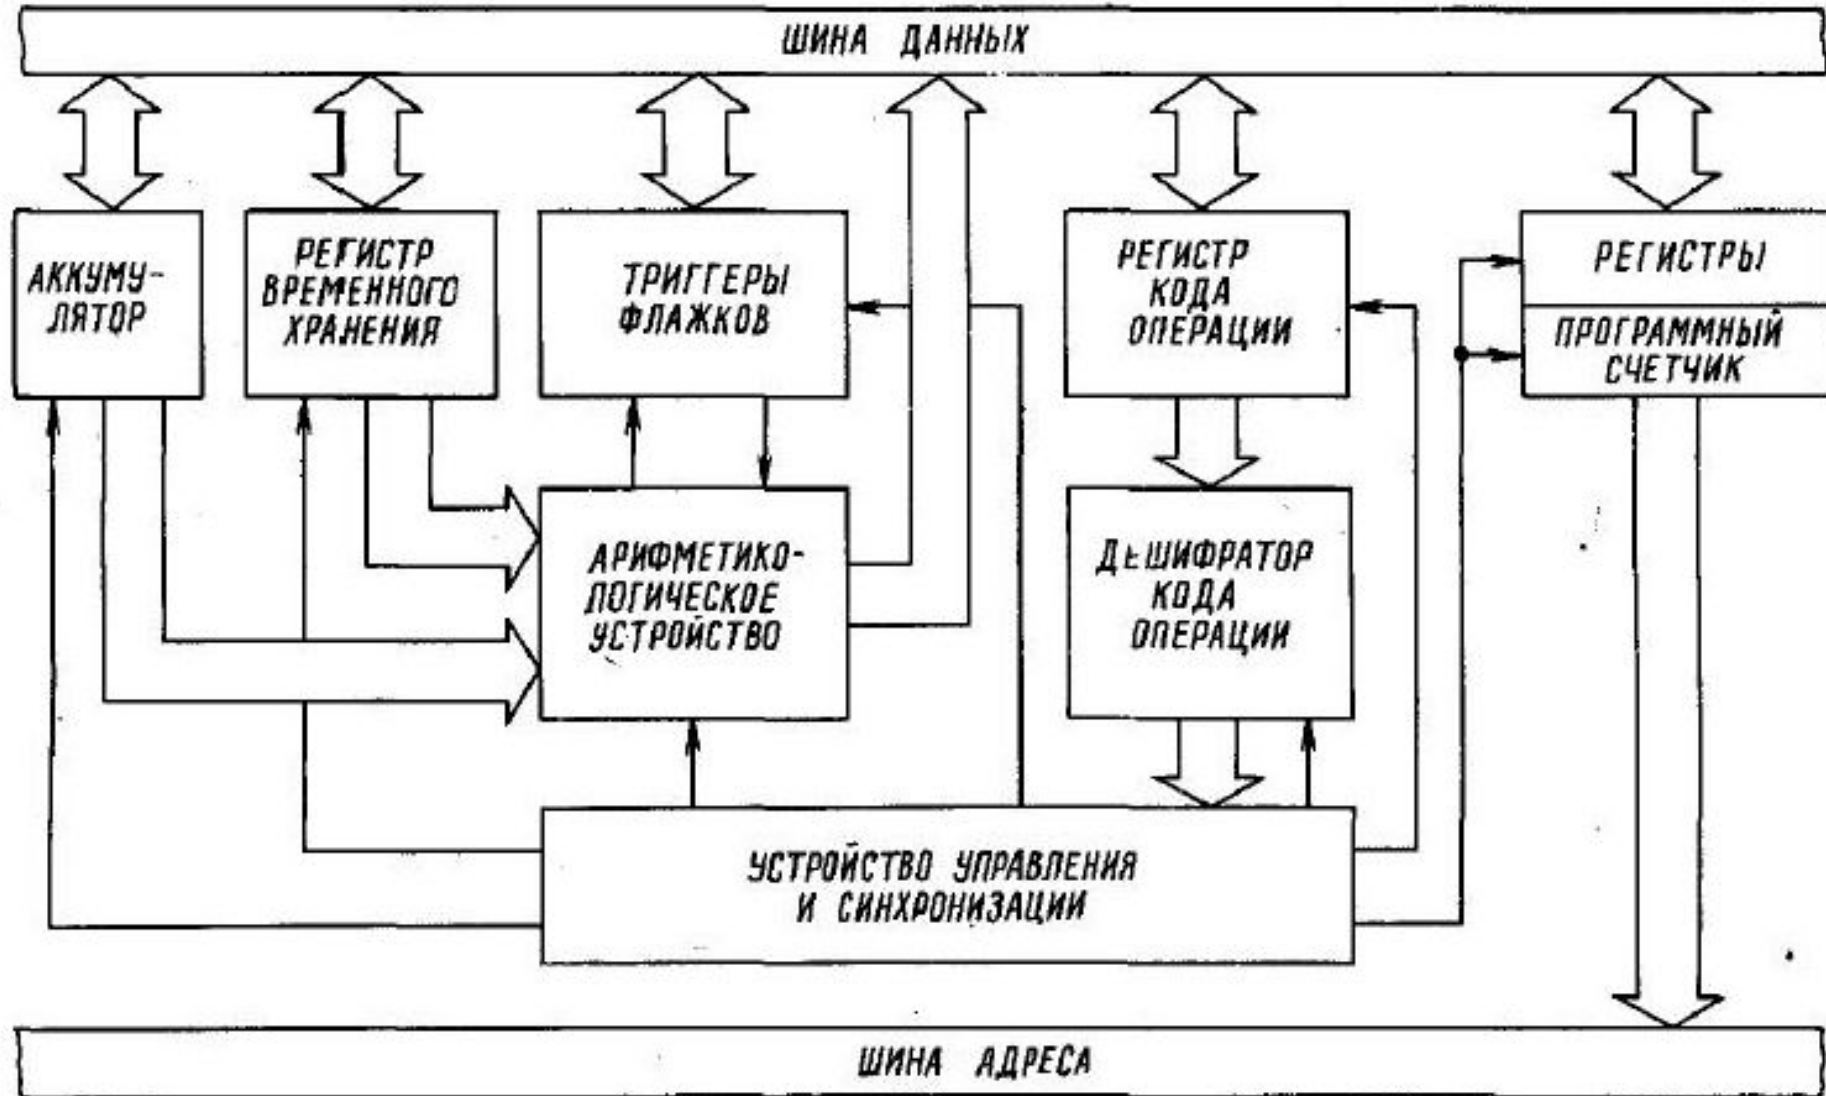 ШИНА ДАННЫХ
АККУМУ-
ЛЯТОР
РЕГИСТР
ВРЕМЕННОГО
ХРАНЕНИЯ
ТРИГГЕРЫ
ФЛАЖКОВ
РЕГИСТР
КОДА
ОПЕРАЦИИ
РЕГИСТРЫ
ПРОГРАММНЫЙ
СЧЕТЧИК
АРИФМЕТИКО-
ЛОГИЧЕСКОЕ
УСТРОЙСТВО
ДЕШИФРАТОР
КОДА
ОПЕРАЦИИ
УСТРОЙСТВО УПРАВЛЕНИЯ
И СИНХРОНИЗАЦИИ
ШИНА АДРЕСА